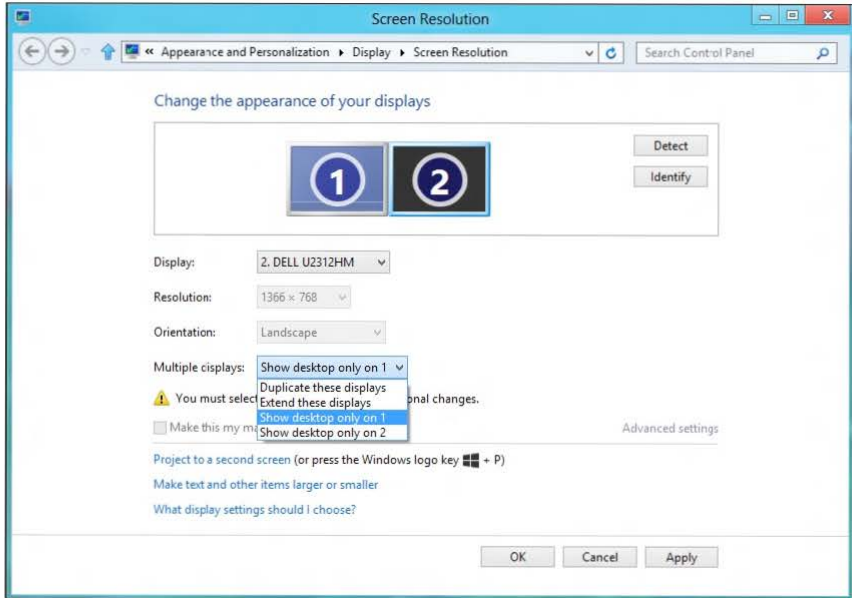 Screen Resolution
« Appearance and Personalization ▸ Display ▸ Screen Resolution
Search Control Panel
Change the appearance of your displays
1 2
Detect
Identify
Display: 2. DELL U2312HM
Resolution: 1366 × 768
Orientation: Landscape
Multiple displays: Show desktop only on 1
Duplicate these displays
You must select onal changes.
Extend these displays
Show desktop only on 1
Make this my Advanced settings
Show desktop only on 2
Project to a second screen (or press the Windows logo key + P)
Make text and other items larger or smaller
What display settings should I choose?
OK Cancel Apply